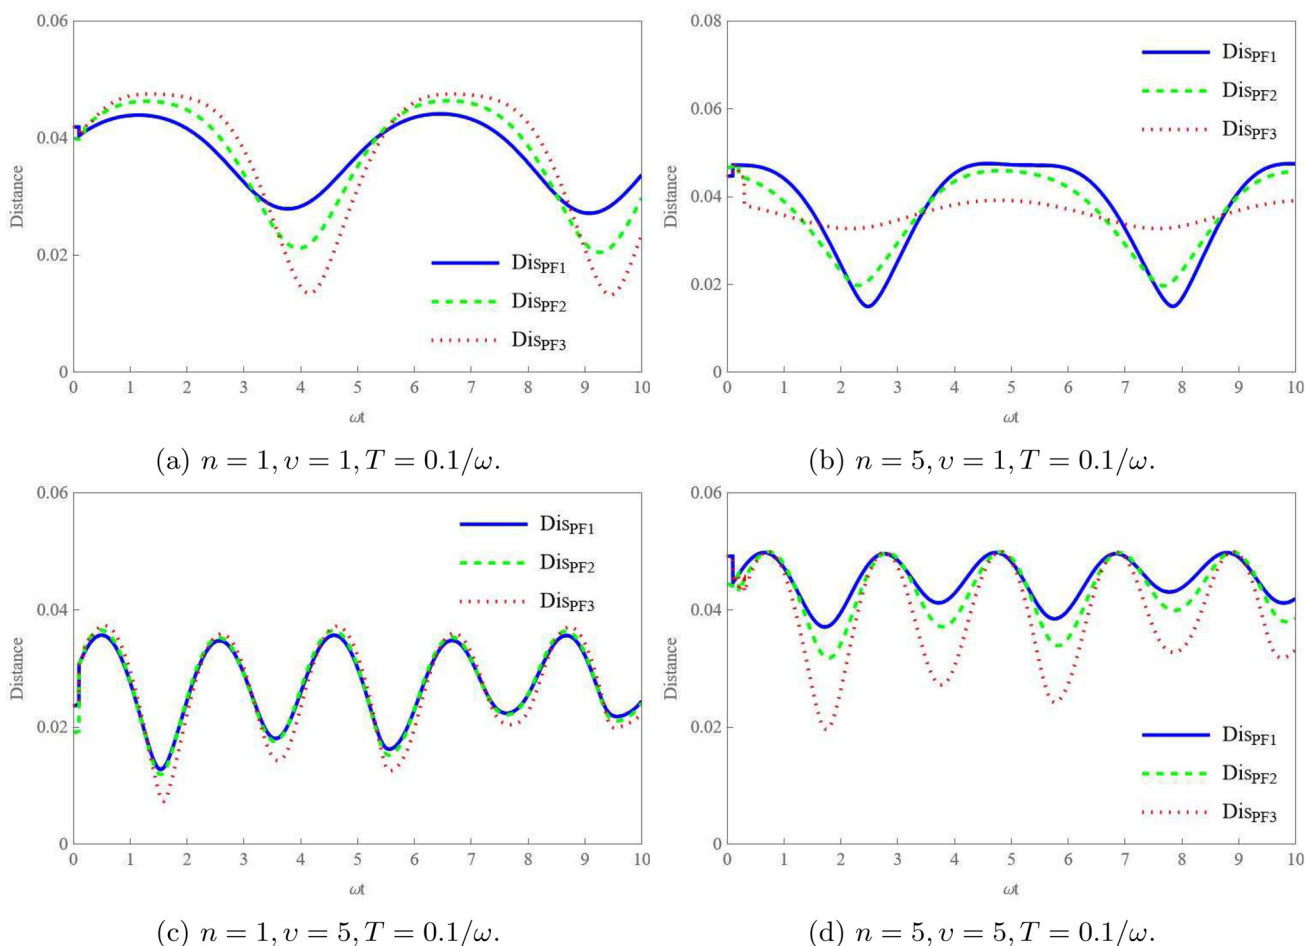 0.06
0.04
0.02
0
Distance
0 1 2 3 4 5 6 7 8 9 10
ωt
Dis_PF1
Dis_PF2
Dis_PF3
(a) n = 1, υ = 1, T = 0.1/ω.
0.08
0.06
0.04
0.02
0
Distance
0 1 2 3 4 5 6 7 8 9 10
ωt
Dis_PF1
Dis_PF2
Dis_PF3
(b) n = 5, υ = 1, T = 0.1/ω.
0.06
0.04
0.02
0
Distance
0 1 2 3 4 5 6 7 8 9 10
ωt
Dis_PF1
Dis_PF2
Dis_PF3
(c) n = 1, υ = 5, T = 0.1/ω.
0.06
0.04
0.02
0
Distance
0 1 2 3 4 5 6 7 8 9 10
ωt
Dis_PF1
Dis_PF2
Dis_PF3
(d) n = 5, υ = 5, T = 0.1/ω.